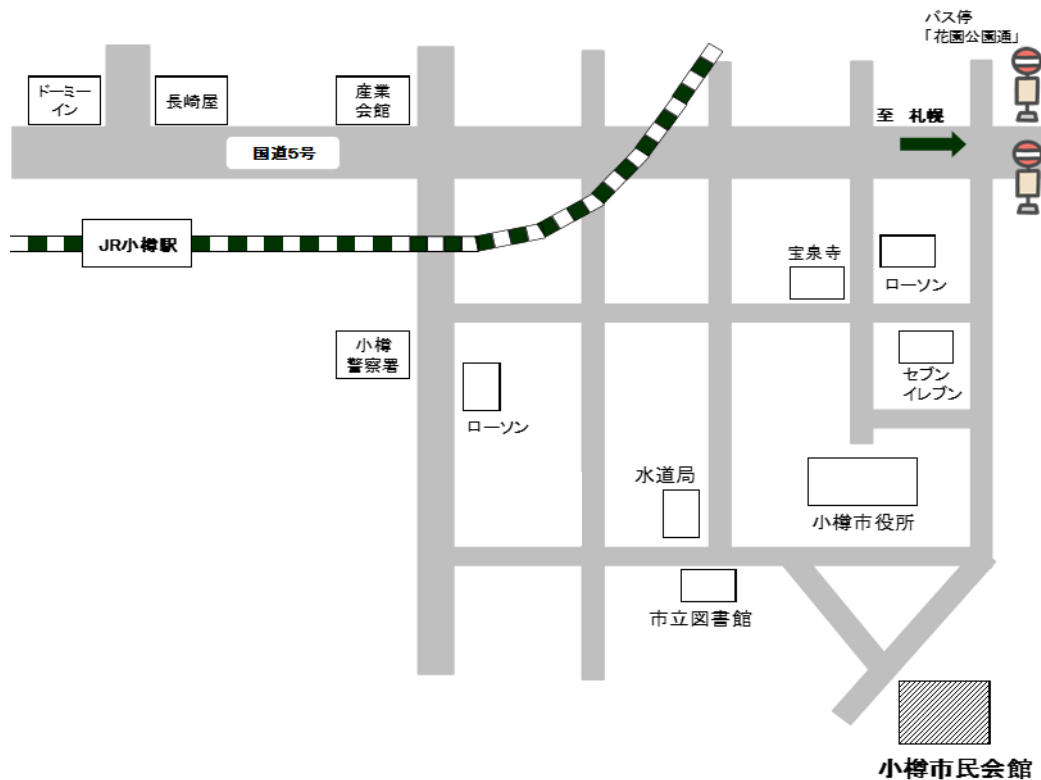 バス停
「花園公園通」
ドーミー
イン
長崎屋
産業
会館
至 札幌
国道5号
JR小樽駅
宝泉寺
ローソン
小樽
警察署
セブン
イレブン
ローソン
水道局
小樽市役所
市立図書館
小樽市民会館